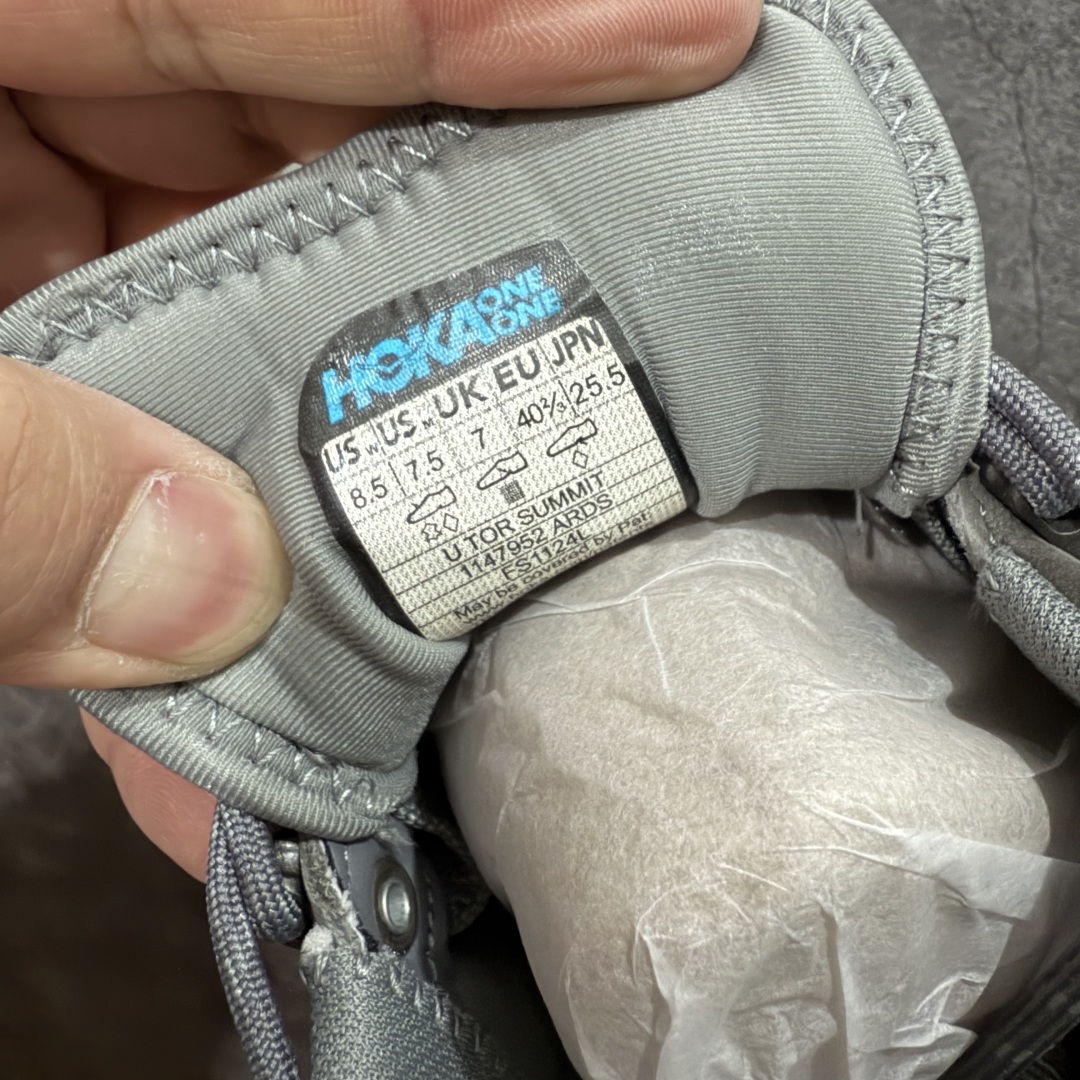 HOKA ONE ONE
US W US M UK EU JPN
8.5 7.5 7 40⅔ 25.5
U TOR SUMMIT
1147952 ARDS
FS1124L
May be covered by Pat